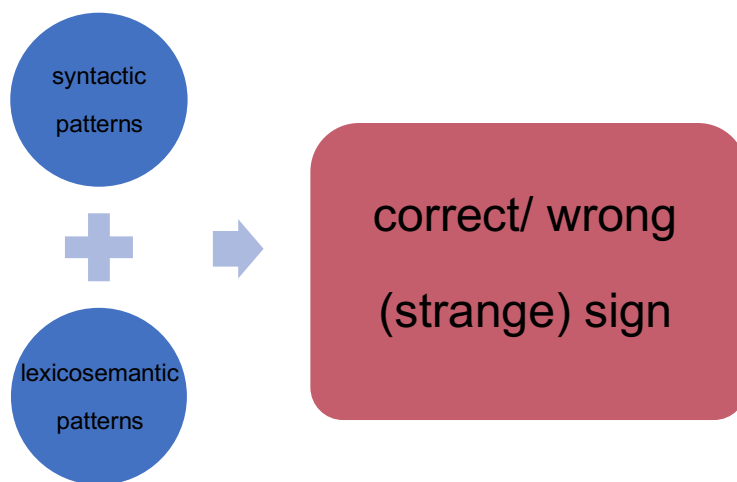 syntactic
patterns
correct/ wrong
(strange) sign
lexicosemantic
patterns